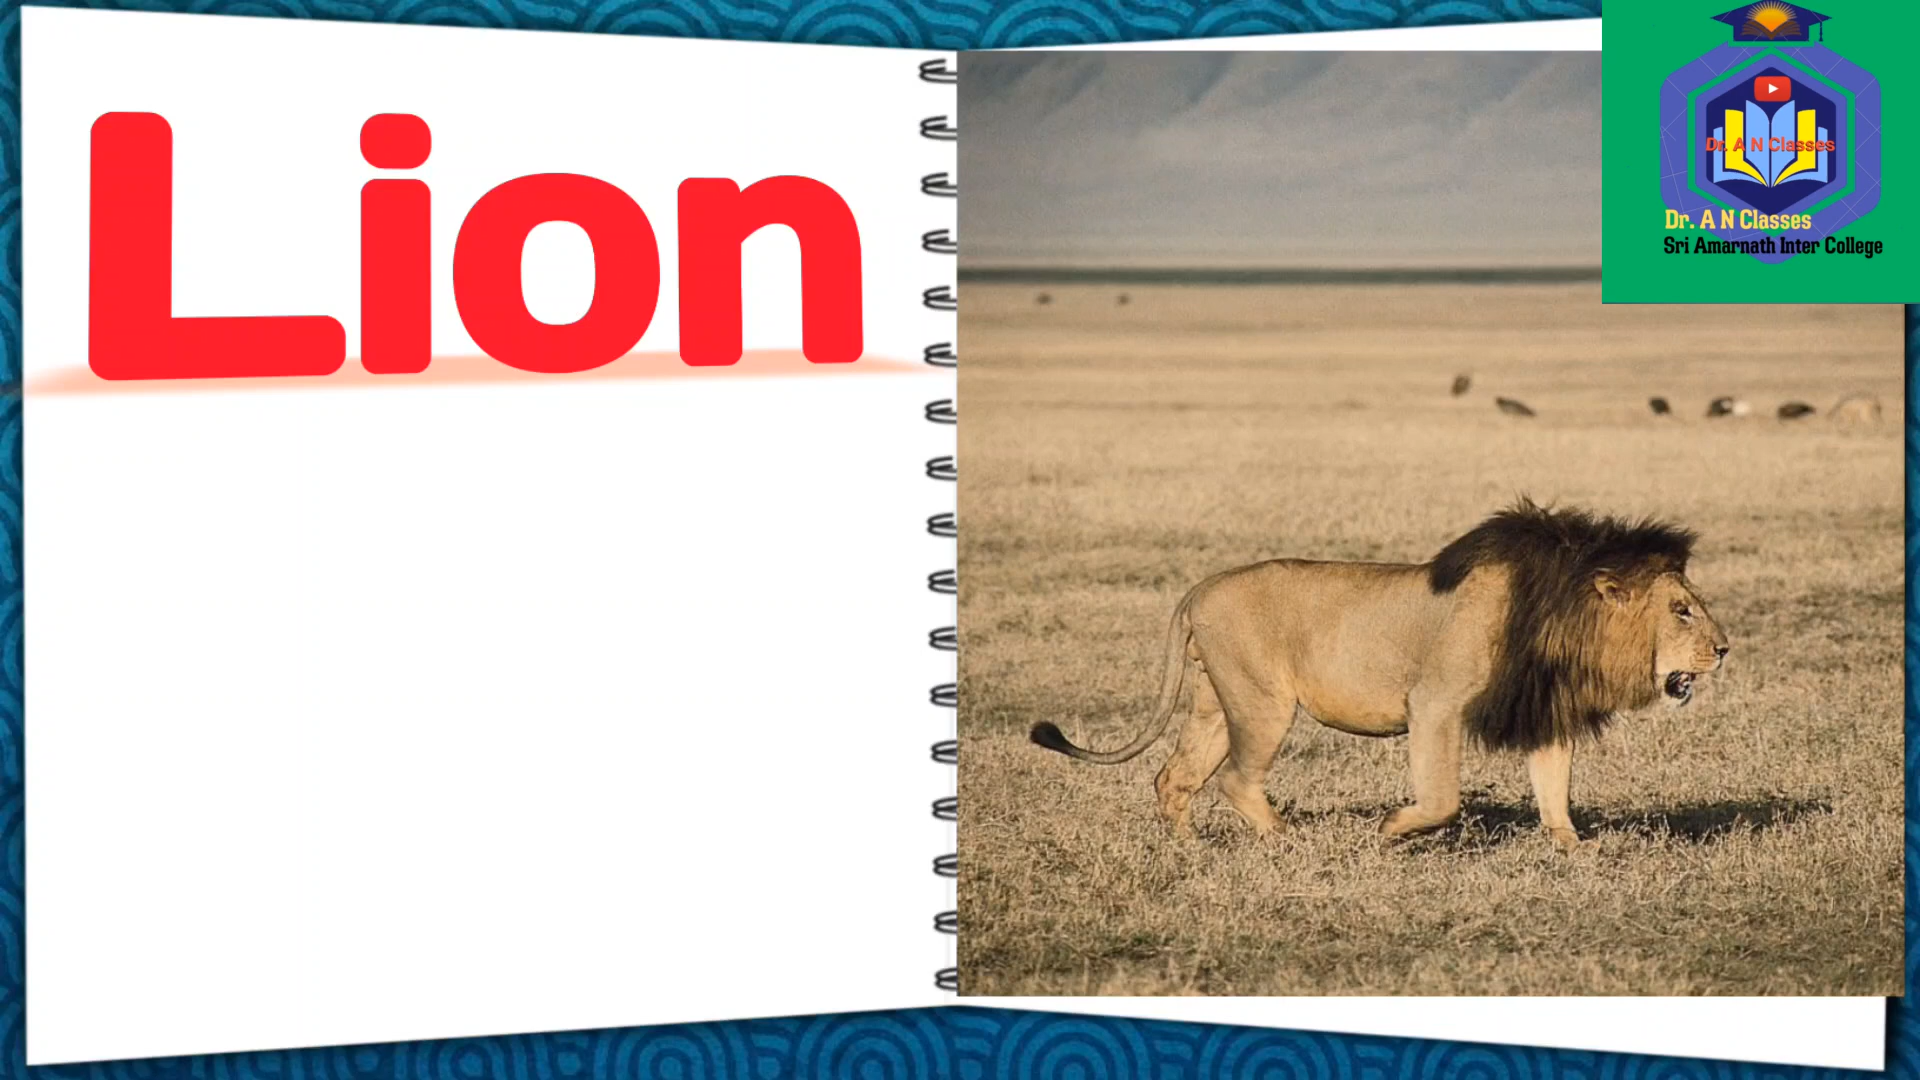 Lion
Dr. A N Classes
Dr. A N Classes
Sri Amarnath Inter College